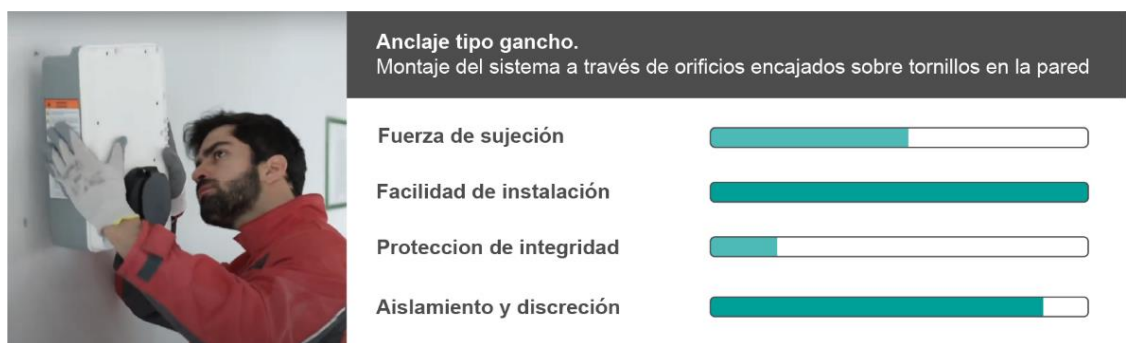 Anclaje tipo gancho.
Montaje del sistema a través de orificios encajados sobre tornillos en la pared
Fuerza de sujeción
Facilidad de instalación
Proteccion de integridad
Aislamiento y discreción